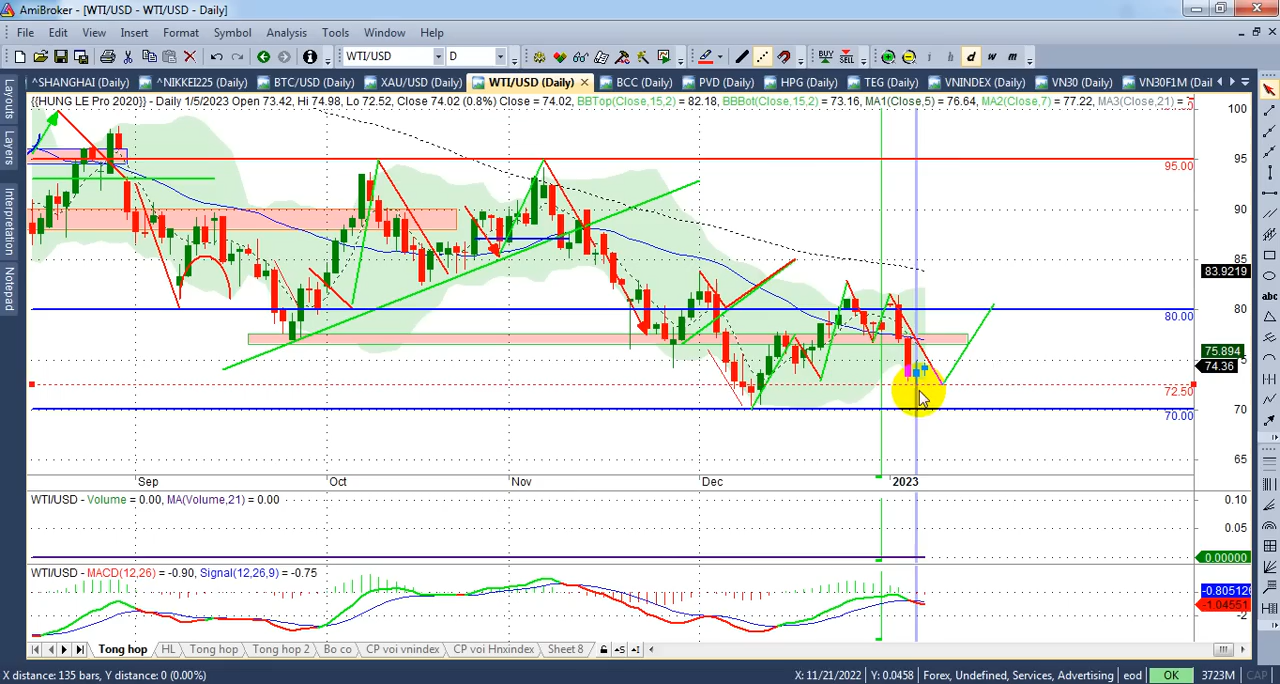 AmiBroker - [WTI/USD - WTI/USD - Daily]
File Edit View Insert Format Symbol Analysis Tools Window Help
WTI/USD D BUY SELL i h d w m
^SHANGHAI (Daily) ^NIKKEI225 (Daily) BTC/USD (Daily) XAU/USD (Daily) WTI/USD (Daily) BCC (Daily) PVD (Daily) HPG (Daily) TEG (Daily) VNINDEX (Daily) VN30 (Daily) VN30F1M (Dail
Layouts
Layers
Interpretation
Notepad
{{HUNG LE Pro 2020}} - Daily 1/5/2023 Open 73.42, Hi 74.98, Lo 72.52, Close 74.02 (0.8%) Close = 74.02, BBTop(Close,15,2) = 82.18, BBBot(Close,15,2) = 73.16, MA1(Close,5) = 76.64, MA2(Close,7) = 77.22, MA3(Close,21) =
100
95
95.00
90
85
83.9219
80
80.00
75.894
74.36
72.50
70
70.00
65
Sep Oct Nov Dec 2023
WTI/USD - Volume = 0.00, MA(Volume,21) = 0.00
0.10
0.05
0.00000
WTI/USD - MACD(12,26) = -0.90, Signal(12,26,9) = -0.75
-0.805126
-1.04551
-2
abc
Tong hop HL Tong hop Tong hop 2 Bo co CP voi vnindex CP voi Hnxindex Sheet 8
X distance: 135 bars, Y distance: 0 (0.00%) X: 11/21/2022 Y: 0.0458 Forex, Undefined, Services, Advertising eod OK 3723M CAP